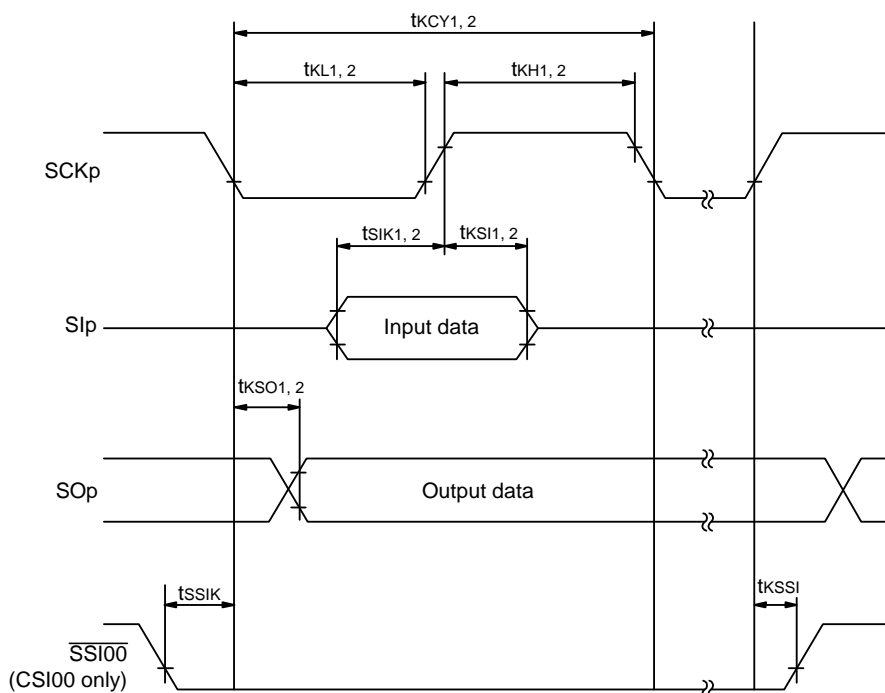 tKCY1, 2
tKL1, 2
tKH1, 2
SCKp
tSIK1, 2
tKSI1, 2
SIp
Input data
tKSO1, 2
SOp
Output data
tSSIK
tKSSI
SSI00
(CSI00 only)